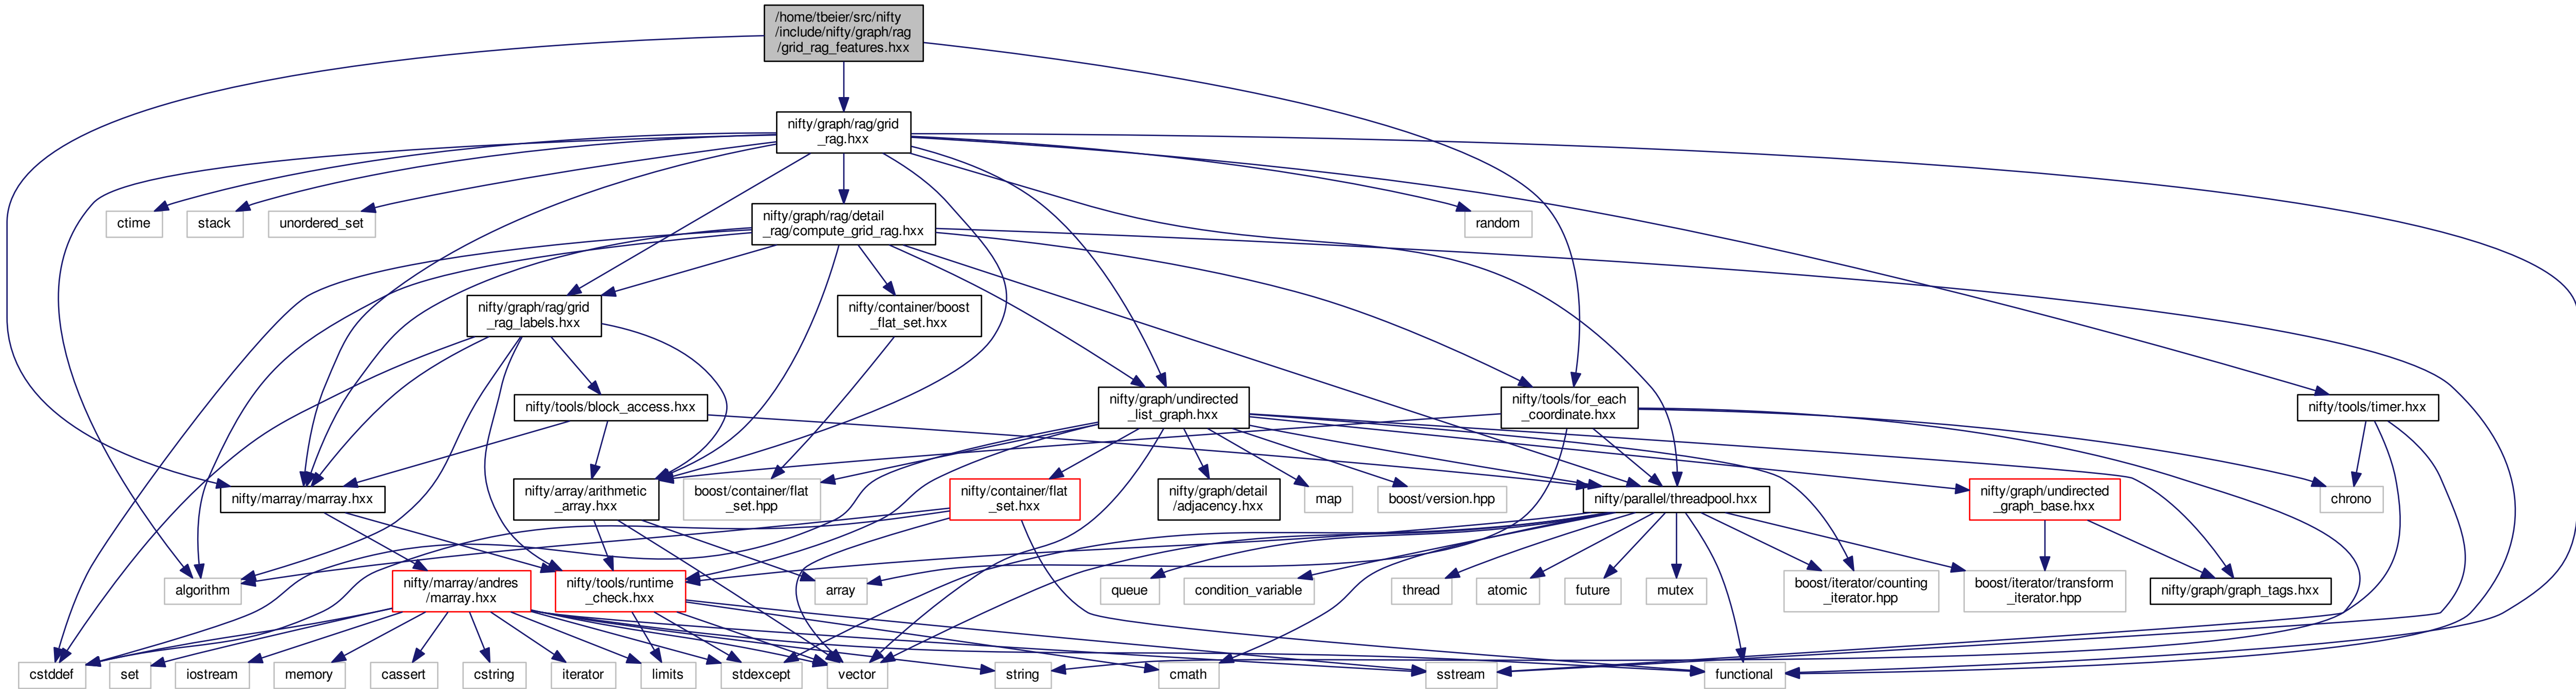 /home/tbeier/src/nifty
/include/nifty/graph/rag
/grid_rag_features.hxx
nifty/graph/rag/grid
_rag.hxx
ctime
stack
unordered_set
nifty/graph/rag/detail
_rag/compute_grid_rag.hxx
random
nifty/graph/rag/grid
_rag_labels.hxx
nifty/container/boost
_flat_set.hxx
nifty/tools/block_access.hxx
nifty/graph/undirected
_list_graph.hxx
nifty/tools/for_each
_coordinate.hxx
nifty/tools/timer.hxx
nifty/marray/marray.hxx
nifty/array/arithmetic
_array.hxx
boost/container/flat
_set.hpp
nifty/container/flat
_set.hxx
nifty/graph/detail
/adjacency.hxx
map
boost/version.hpp
nifty/parallel/threadpool.hxx
nifty/graph/undirected
_graph_base.hxx
chrono
algorithm
nifty/marray/andres
/marray.hxx
nifty/tools/runtime
_check.hxx
array
queue
condition_variable
thread
atomic
future
mutex
boost/iterator/counting
_iterator.hpp
boost/iterator/transform
_iterator.hpp
nifty/graph/graph_tags.hxx
cstddef
set
iostream
memory
cassert
cstring
iterator
limits
stdexcept
vector
string
cmath
sstream
functional